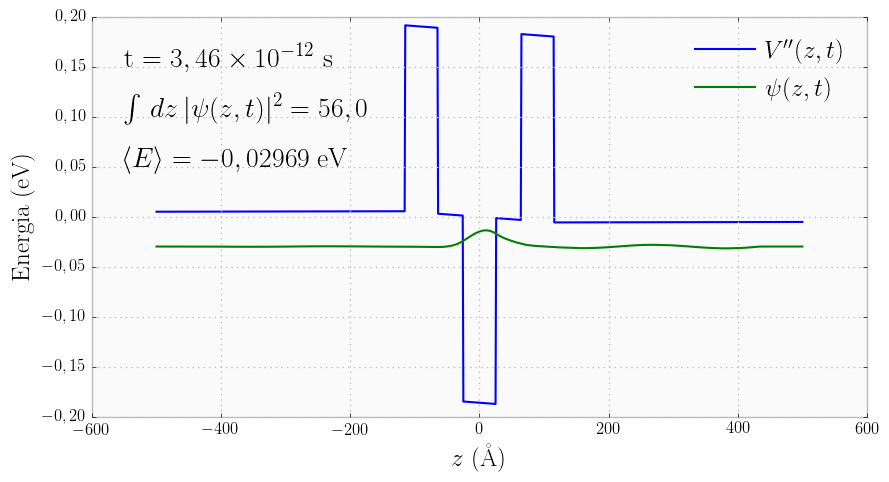 t = 3,46 × 10⁻¹² s
∫ dz |ψ(z,t)|² = 56,0
⟨E⟩ = −0,02969 eV
V''(z,t)
ψ(z,t)
Energia (eV)
0,20
0,15
0,10
0,05
0,00
−0,05
−0,10
−0,15
−0,20
−600 −400 −200 0 200 400 600
z (Å)